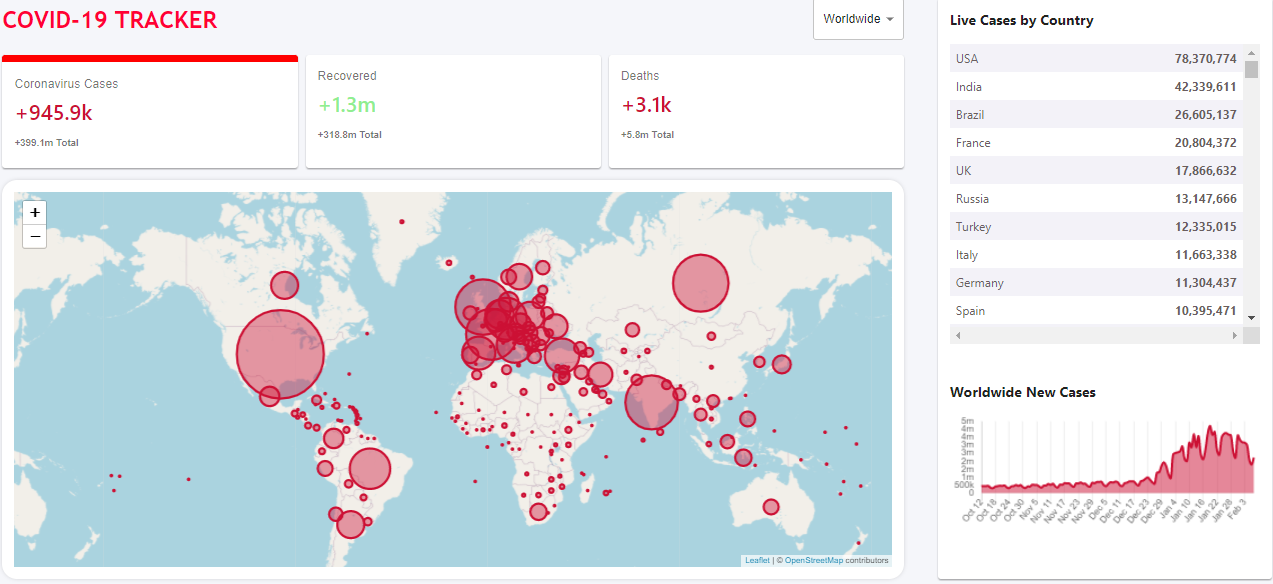 COVID-19 TRACKER
Worldwide
Coronavirus Cases
+945.9k
+399.1m Total
Recovered
+1.3m
+318.8m Total
Deaths
+3.1k
+5.8m Total
+
−
Leaflet | © OpenStreetMap contributors
Live Cases by Country
USA 78,370,774
India 42,339,611
Brazil 26,605,137
France 20,804,372
UK 17,866,632
Russia 13,147,666
Turkey 12,335,015
Italy 11,663,338
Germany 11,304,437
Spain 10,395,471
Worldwide New Cases
5m
4m
4m
3m
3m
2m
2m
1m
500k
0
Oct 12
Oct 18
Oct 24
Oct 30
Nov 5
Nov 11
Nov 17
Nov 23
Nov 29
Dec 5
Dec 11
Dec 17
Dec 23
Dec 29
Jan 4
Jan 10
Jan 16
Jan 22
Jan 28
Feb 3